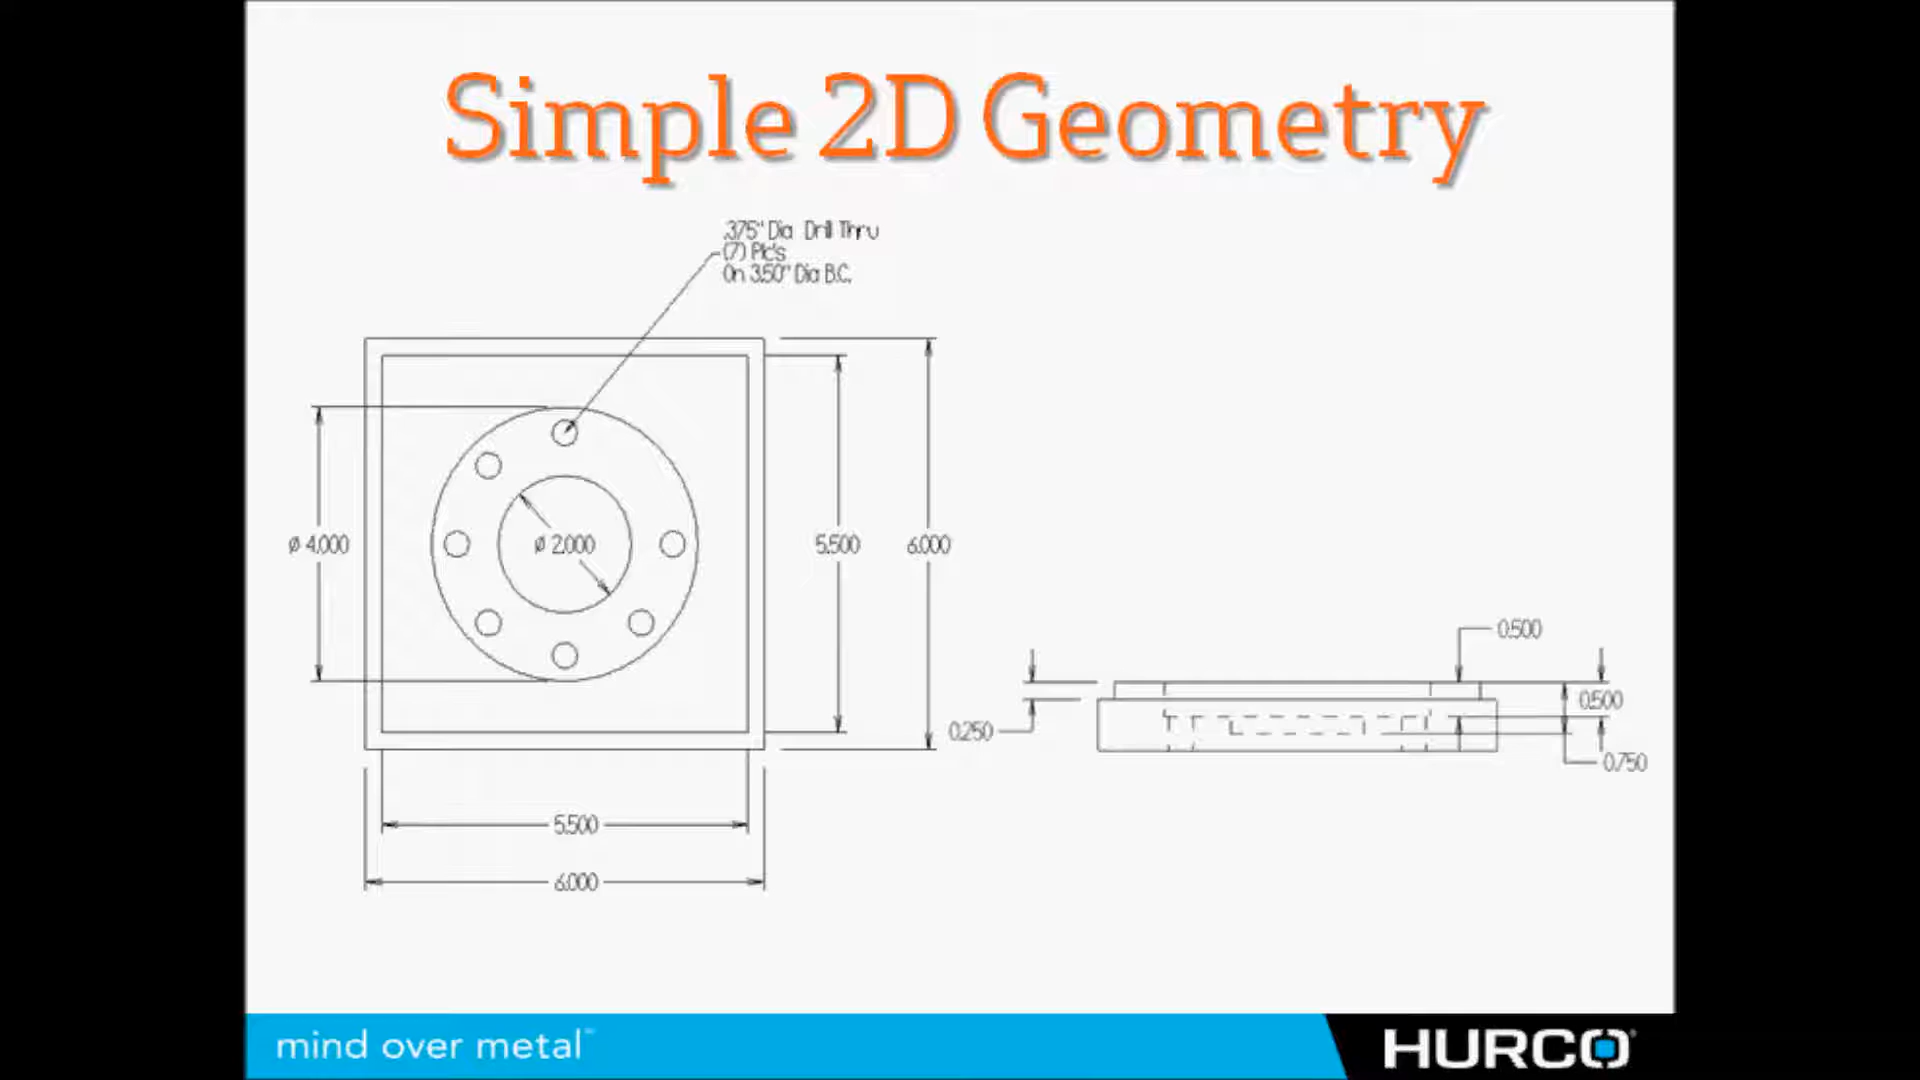 Simple 2D Geometry
.375" Dia Drill Thru
(7) Plc's
On 3.50" Dia B.C.
Ø 4.000
Ø 2.000
5.500
6.000
0.500
0.500
0.250
0.750
5.500
6.000
mind over metal™
HURCO®